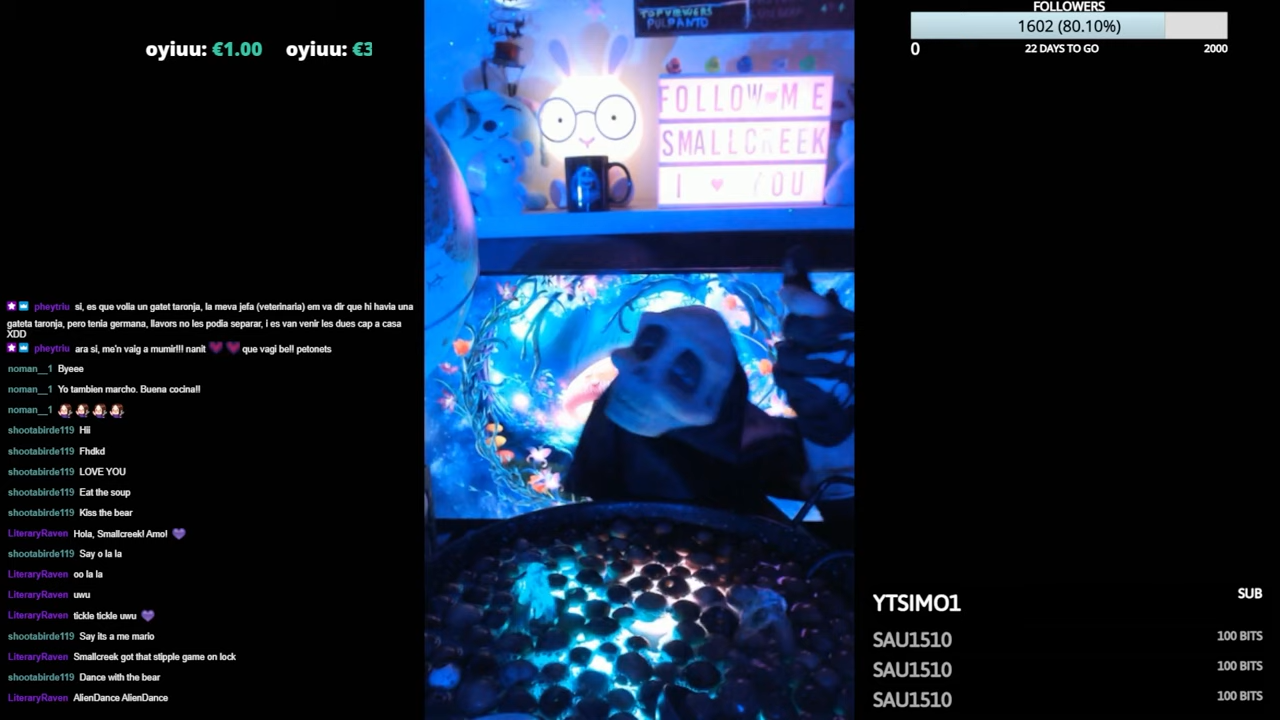 oyiuu: €1.00 oyiuu: €3
FOLLOWERS
1602 (80.10%)
0 22 DAYS TO GO 2000
TOPVIEWERS
PULPANTO
FOLLOW ♥ M E
SMALLCREEK
I ♥ YOU
pheytriu si, es que volia un gatet taronja, la meva jefa (veterinaria) em va dir que hi havia una
gateta taronja, pero tenia germana, llavors no les podia separar, i es van venir les dues cap a casa
XDD
pheytriu ara si, me'n vaig a mumir!!! nanit 💜 💜 que vagi be!! petonets
noman__1 Byeee
noman__1 Yo tambien marcho. Buena cocina!!
noman__1
shootabirde119 Hii
shootabirde119 Fhdkd
shootabirde119 LOVE YOU
shootabirde119 Eat the soup
shootabirde119 Kiss the bear
LiteraryRaven Hola, Smallcreek! Amo! 💜
shootabirde119 Say o la la
LiteraryRaven oo la la
LiteraryRaven uwu
LiteraryRaven tickle tickle uwu 💜
shootabirde119 Say its a me mario
LiteraryRaven Smallcreek got that stipple game on lock
shootabirde119 Dance with the bear
LiteraryRaven AlienDance AlienDance
YTSIMO1 SUB
SAU1510 100 BITS
SAU1510 100 BITS
SAU1510 100 BITS